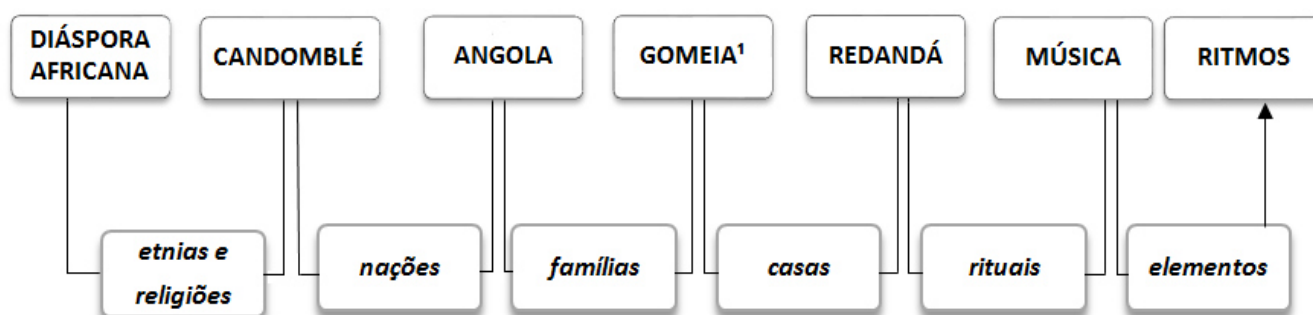 DIÁSPORA
AFRICANA
CANDOMBLÉ
ANGOLA
GOMEIA¹
REDANDÁ
MÚSICA
RITMOS
etnias e
religiões
nações
famílias
casas
rituais
elementos